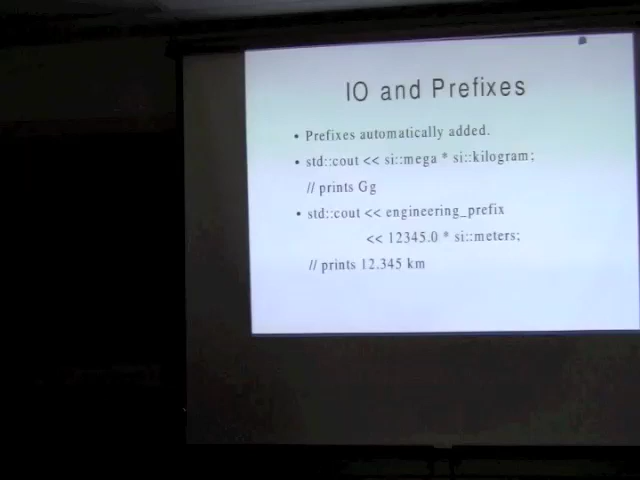 IO and Prefixes
• Prefixes automatically added.
• std::cout << si::mega * si::kilogram;
// prints Gg
• std::cout << engineering_prefix
<< 12345.0 * si::meters;
// prints 12.345 km